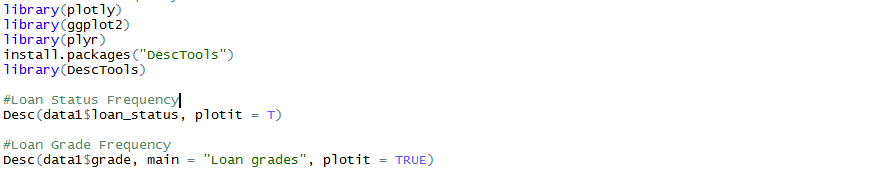 library(plotly)
library(ggplot2)
library(plyr)
install.packages("DescTools")
library(DescTools)
#Loan Status Frequency
Desc(data1$loan_status, plotit = T)
#Loan Grade Frequency
Desc(data1$grade, main = "Loan grades", plotit = TRUE)